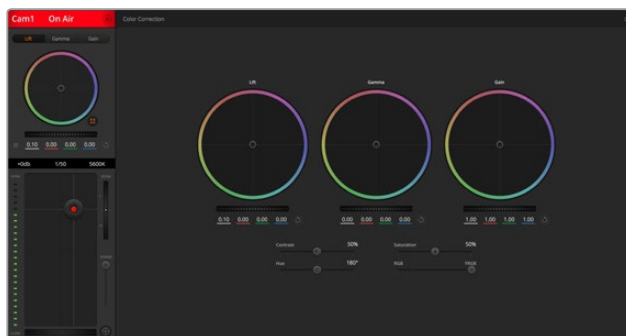 Cam1 On Air
Color Correction
Lift Gamma Gain
Lift Gamma Gain
0.10 0.00 0.00 0.00
+0db 1/50 5600K
0.10 0.00 0.00 0.00
0.00 0.00 0.00 0.00
1.00 1.00 1.00 1.00
Contrast 50%
Saturation 50%
Hue 180°
RGB